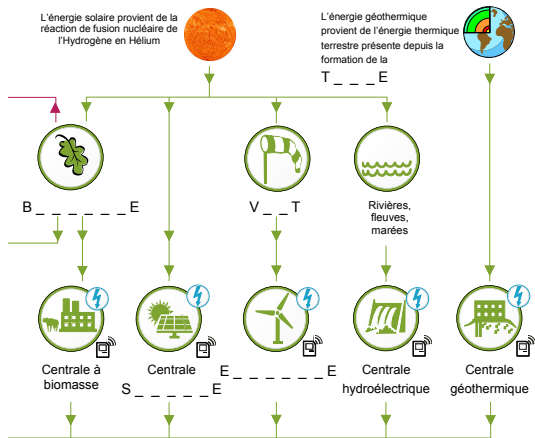 L'énergie solaire provient de la
réaction de fusion nucléaire de
l'Hydrogène en Hélium
L'énergie géothermique
provient de l'énergie thermique
terrestre présente depuis la
formation de la
T _ _ _ E
B _ _ _ _ _ _ E
V _ _ T
Rivières,
fleuves,
marées
Centrale à
biomasse
Centrale
S _ _ _ _ _ E
E _ _ _ _ _ _ E
Centrale
hydroélectrique
Centrale
géothermique